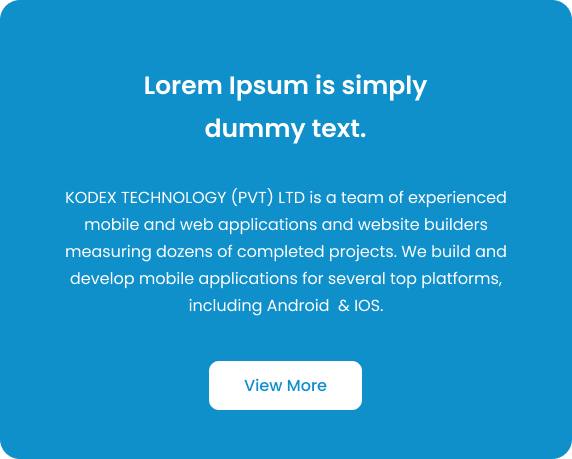 Lorem Ipsum is simply
dummy text.
KODEX TECHNOLOGY (PVT) LTD is a team of experienced
mobile and web applications and website builders
measuring dozens of completed projects. We build and
develop mobile applications for several top platforms,
including Android  & IOS.
View More